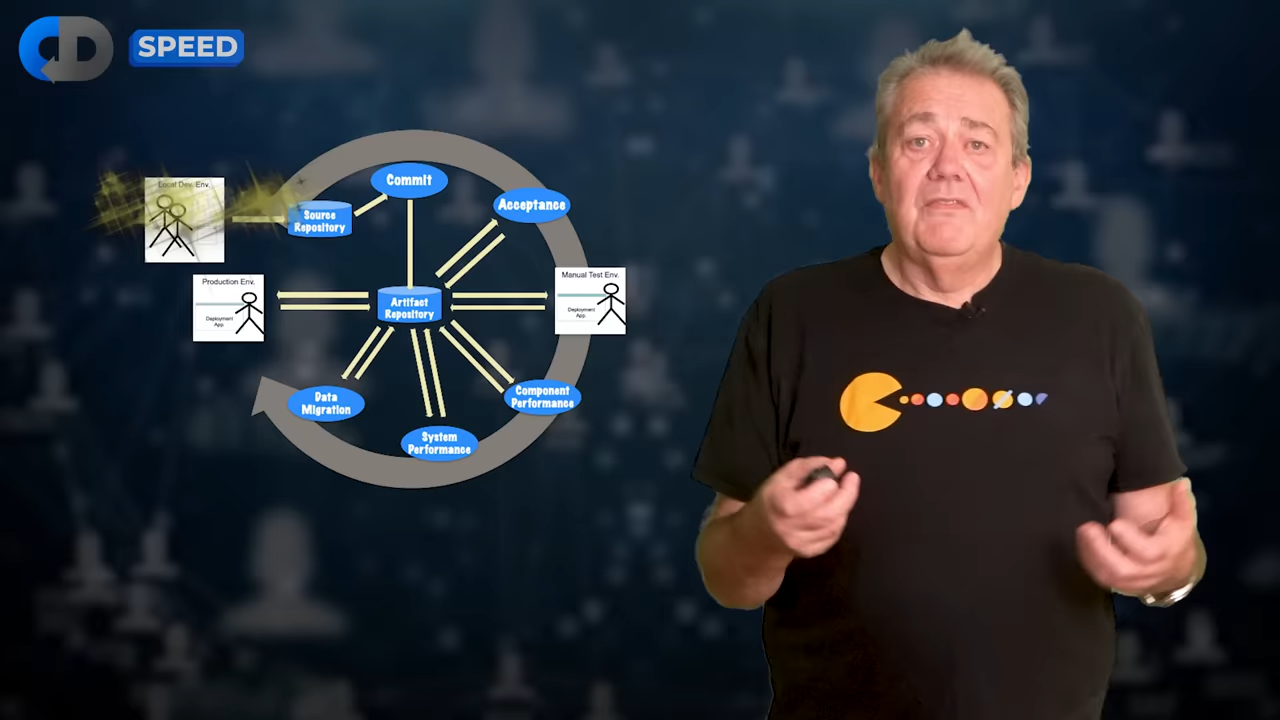 CD SPEED
Local Dev. Env.
Source
Repository
Commit
Acceptance
Production Env.
Deployment
App
Artifact
Repository
Manual Test Env.
Deployment
App
Data
Migration
System
Performance
Component
Performance